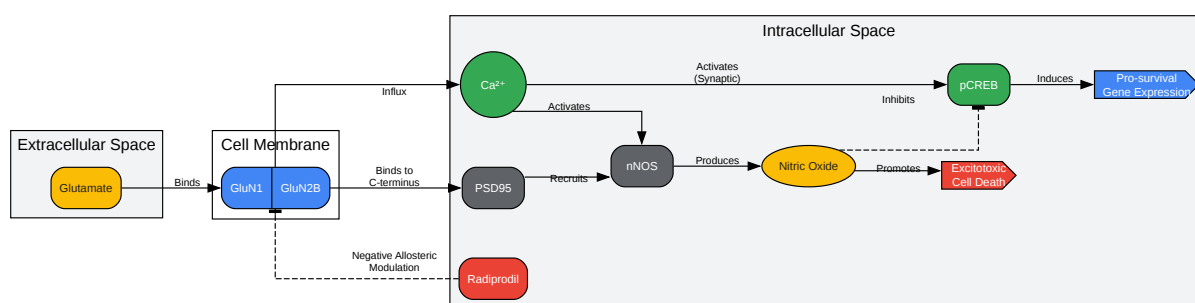 Intracellular Space
Extracellular Space
Cell Membrane
Glutamate
Binds
GluN1
GluN2B
Influx
Ca²⁺
Activates
(Synaptic)
Activates
pCREB
Induces
Pro-survival
Gene Expression
Inhibits
Binds to
C-terminus
PSD95
Recruits
nNOS
Produces
Nitric Oxide
Promotes
Excitotoxic
Cell Death
Negative Allosteric
Modulation
Radiprodil